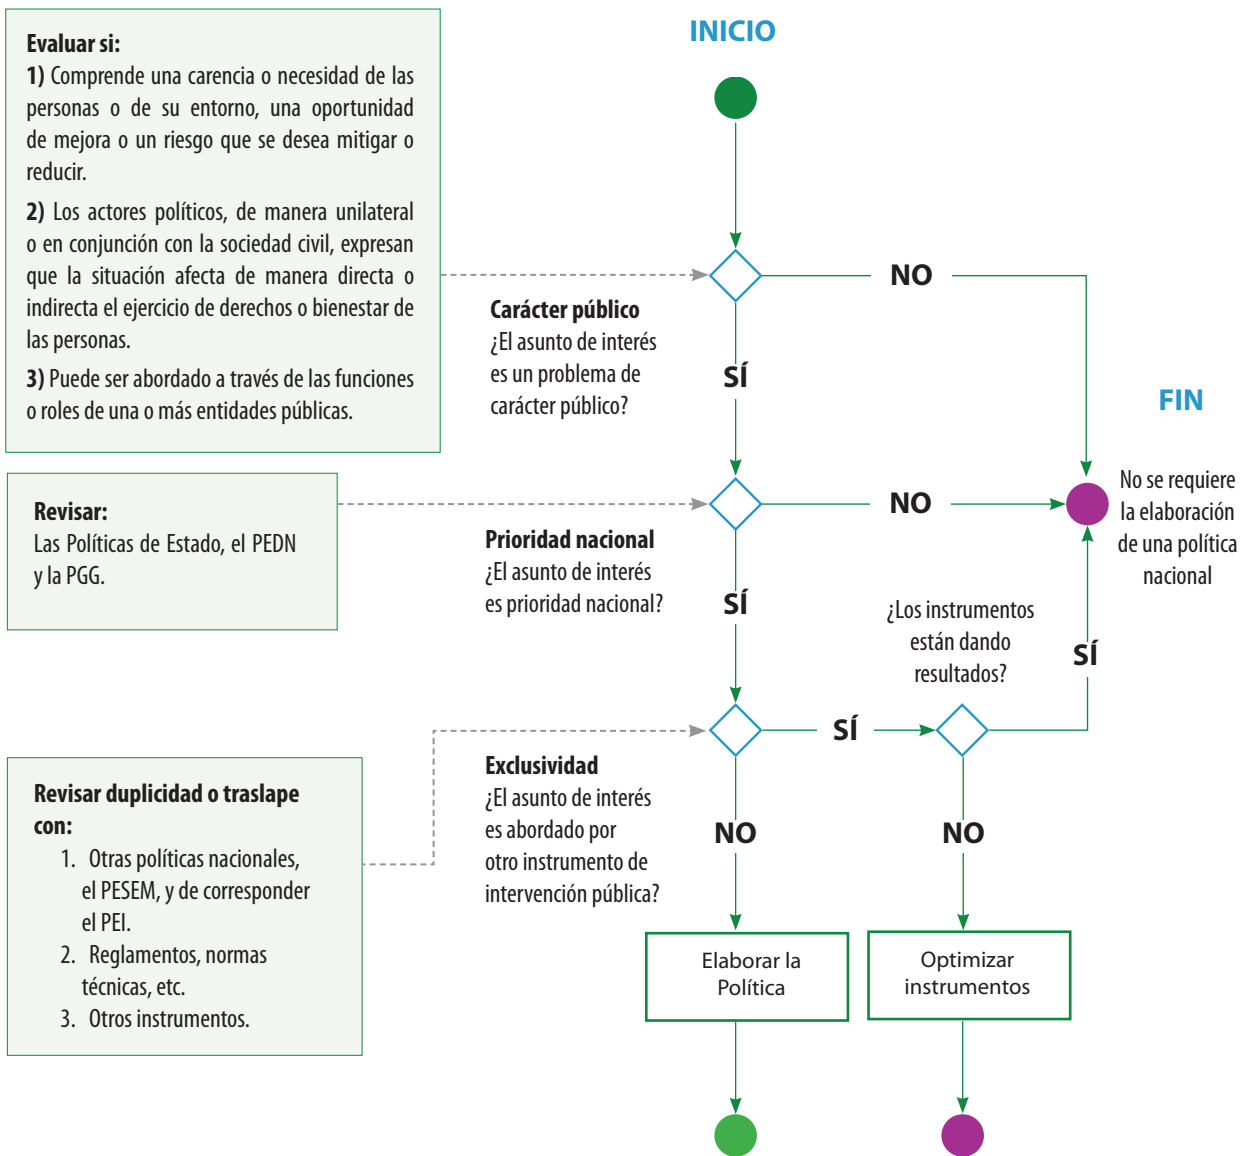 Evaluar si:
1) Comprende una carencia o necesidad de las
personas o de su entorno, una oportunidad
de mejora o un riesgo que se desea mitigar o
reducir.
2) Los actores políticos, de manera unilateral
o en conjunción con la sociedad civil, expresan
que la situación afecta de manera directa o
indirecta el ejercicio de derechos o bienestar de
las personas.
3) Puede ser abordado a través de las funciones
o roles de una o más entidades públicas.
INICIO
Carácter público
¿El asunto de interés
es un problema de
carácter público?
NO
SÍ
FIN
No se requiere
la elaboración
de una política
nacional
Revisar:
Las Políticas de Estado, el PEDN
y la PGG.
Prioridad nacional
¿El asunto de interés
es prioridad nacional?
NO
SÍ
¿Los instrumentos
están dando
resultados?
SÍ
Revisar duplicidad o traslape
con:
1. Otras políticas nacionales,
el PESEM, y de corresponder
el PEI.
2. Reglamentos, normas
técnicas, etc.
3. Otros instrumentos.
Exclusividad
¿El asunto de interés
es abordado por
otro instrumento de
intervención pública?
SÍ
NO
NO
Elaborar la
Política
Optimizar
instrumentos